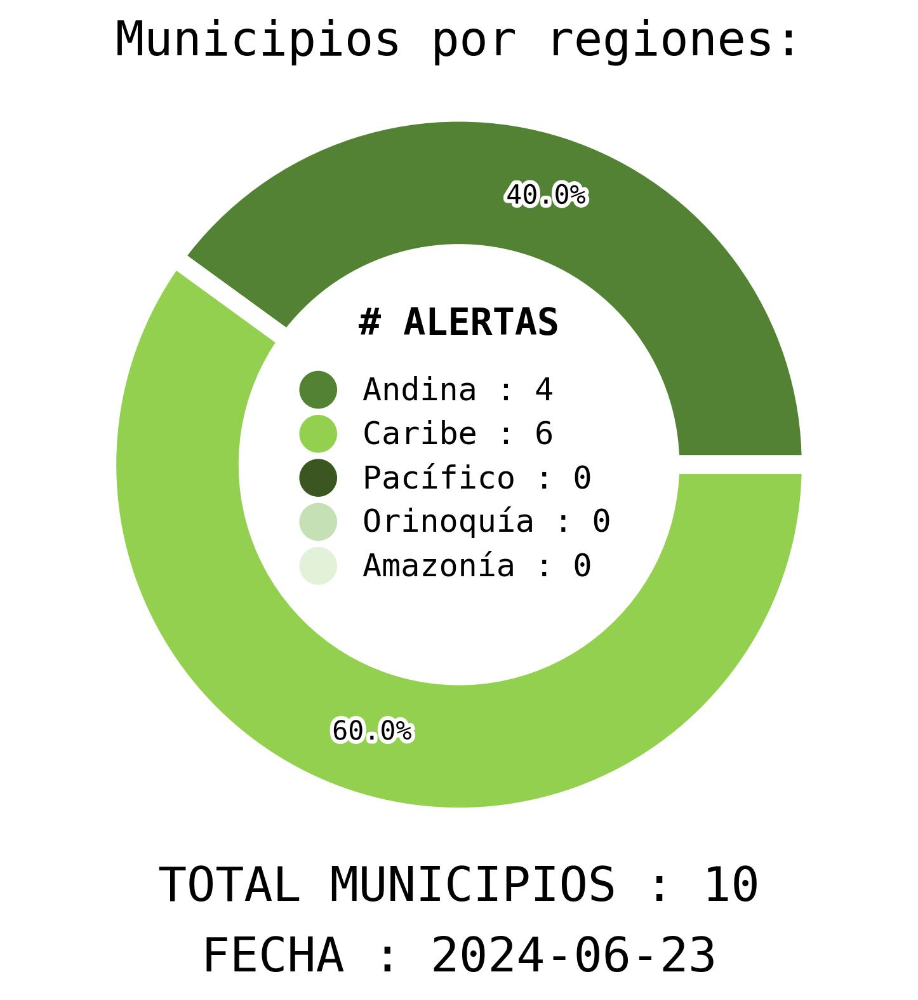 Municipios por regiones:
40.0%
# ALERTAS
Andina : 4
Caribe : 6
Pacífico : 0
Orinoquía : 0
Amazonía : 0
60.0%
TOTAL MUNICIPIOS : 10
FECHA : 2024-06-23